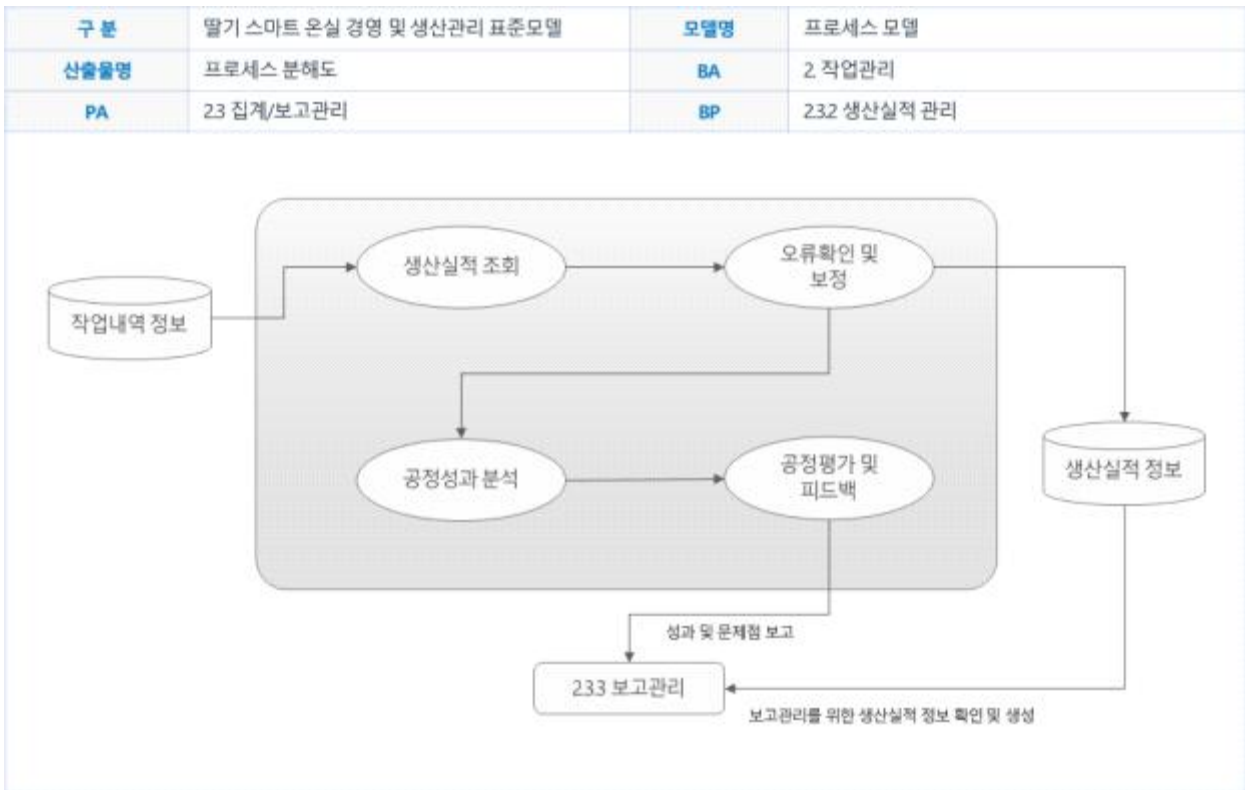 구 분 딸기 스마트 온실 경영 및 생산관리 표준모델 모델명 프로세스 모델
산출물명 프로세스 분해도 BA 2. 작업관리
PA 2.3 집계/보고관리 BP 2.3.2 생산실적 관리
생산실적 조회
오류확인 및
보정
작업내역 정보
공정성과 분석
공정평가 및
피드백
생산실적 정보
성과 및 문제점 보고
2.3.3 보고관리
보고관리를 위한 생산실적 정보 확인 및 생성